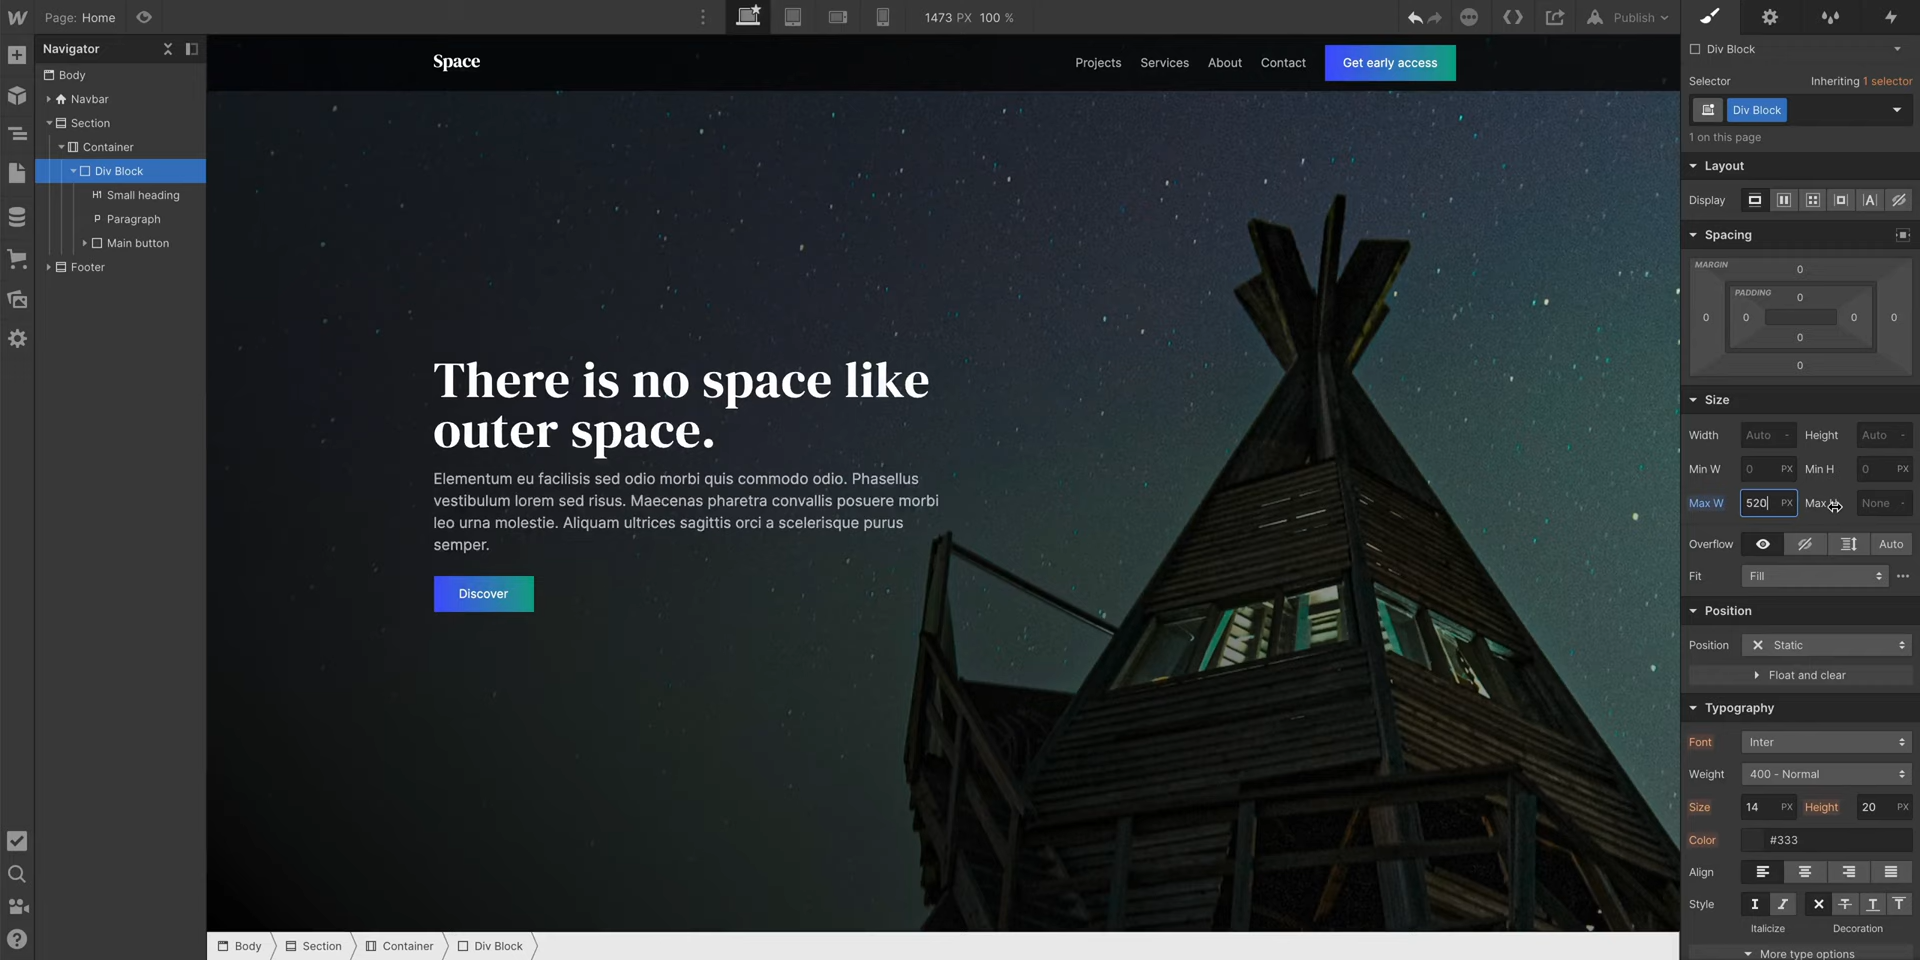 Page: Home
1473 PX 100 %
Publish
Navigator
Body
Navbar
Section
Container
Div Block
H1 Small heading
P Paragraph
Main button
Footer
Space
Projects Services About Contact Get early access
There is no space like
outer space.
Elementum eu facilisis sed odio morbi quis commodo odio. Phasellus
vestibulum lorem sed risus. Maecenas pharetra convallis posuere morbi
leo urna molestie. Aliquam ultrices sagittis orci a scelerisque purus
semper.
Discover
Body Section Container Div Block
Div Block
Selector Inheriting 1 selector
Div Block
1 on this page
Layout
Display
Spacing
MARGIN
0
PADDING
0
0 0 0 0
0
0
Size
Width Auto - Height Auto -
Min W 0 PX Min H 0 PX
Max W 520 PX Max None -
Overflow Auto
Fit Fill
Position
Position Static
Float and clear
Typography
Font Inter
Weight 400 - Normal
Size 14 PX Height 20 PX
Color #333
Align
Style
Italicize Decoration
More type options